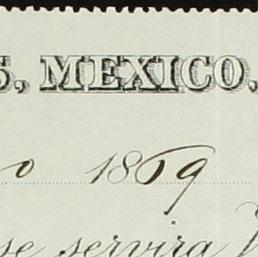 S, MEXICO.
o 1869
se servira